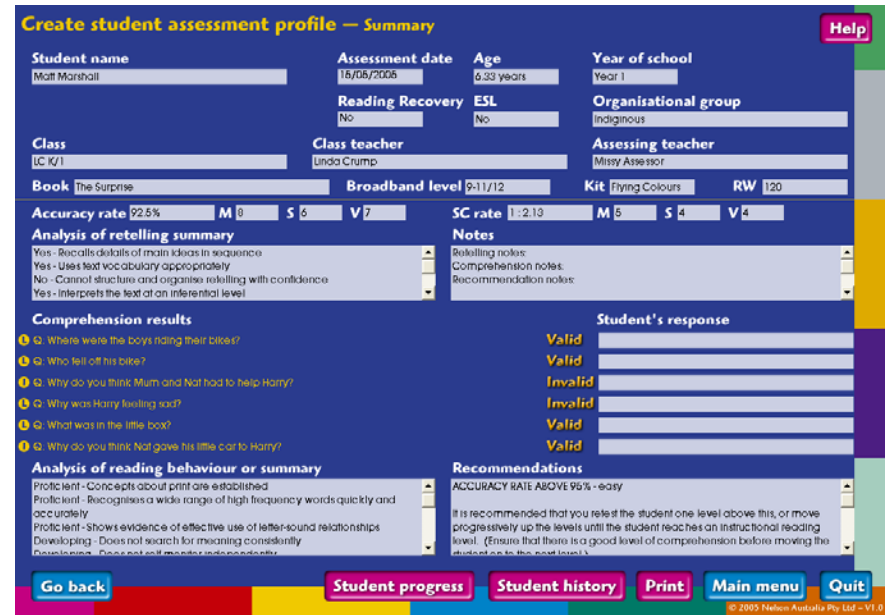 Create student assessment profile — Summary
Help
Student name Assessment date Age Year of school
Matt Marshall 15/05/2005 6.33 years Year 1
Reading Recovery ESL Organisational group
No No Indiginous
Class Class teacher Assessing teacher
LC K/1 Linda Crump Missy Assessor
Book The Surprise Broadband level 9-11/12 Kit Flying Colours RW 120
Accuracy rate 92.5% M 8 S 6 V 7 SC rate 1:2.13 M 5 S 4 V 4
Analysis of retelling summary
Yes - Recalls details of main ideas in sequence
Yes - Uses text vocabulary appropriately
No - Cannot structure and organise retelling with confidence
Yes - Interprets the text at an inferential level
Notes
Retelling notes:
Comprehension notes:
Recommendation notes:
Comprehension results Student's response
L Q: Where were the boys riding their bikes? Valid
L Q: Who fell off his bike? Valid
I Q: Why do you think Mum and Nat had to help Harry? Invalid
L Q: Why was Harry feeling sad? Invalid
L Q: What was in the little box? Valid
I Q: Why do you think Nat gave his little car to Harry? Valid
Analysis of reading behaviour or summary
Proficient - Concepts about print are established
Proficient - Recognises a wide range of high frequency words quickly and
accurately
Proficient - Shows evidence of effective use of letter-sound relationships
Developing - Does not search for meaning consistently
Developing - Does not self monitor independently
Recommendations
ACCURACY RATE ABOVE 95% - easy
It is recommended that you retest the student one level above this, or move
progressively up the levels until the student reaches an instructional reading
level. (Ensure that there is a good level of comprehension before moving the
student on to the next level.)
Go back Student progress Student history Print Main menu Quit
© 2005 Nelson Australia Pty Ltd – V1.0